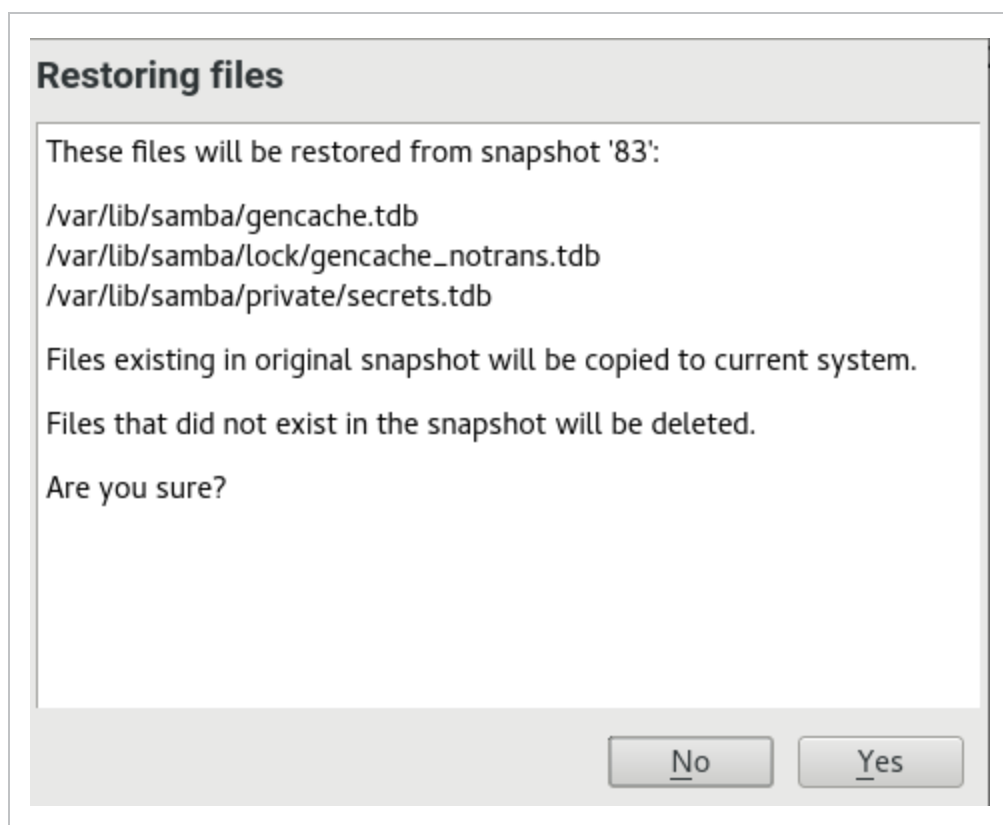 Restoring files
These files will be restored from snapshot '83':
/var/lib/samba/gencache.tdb
/var/lib/samba/lock/gencache_notrans.tdb
/var/lib/samba/private/secrets.tdb
Files existing in original snapshot will be copied to current system.
Files that did not exist in the snapshot will be deleted.
Are you sure?
No
Yes